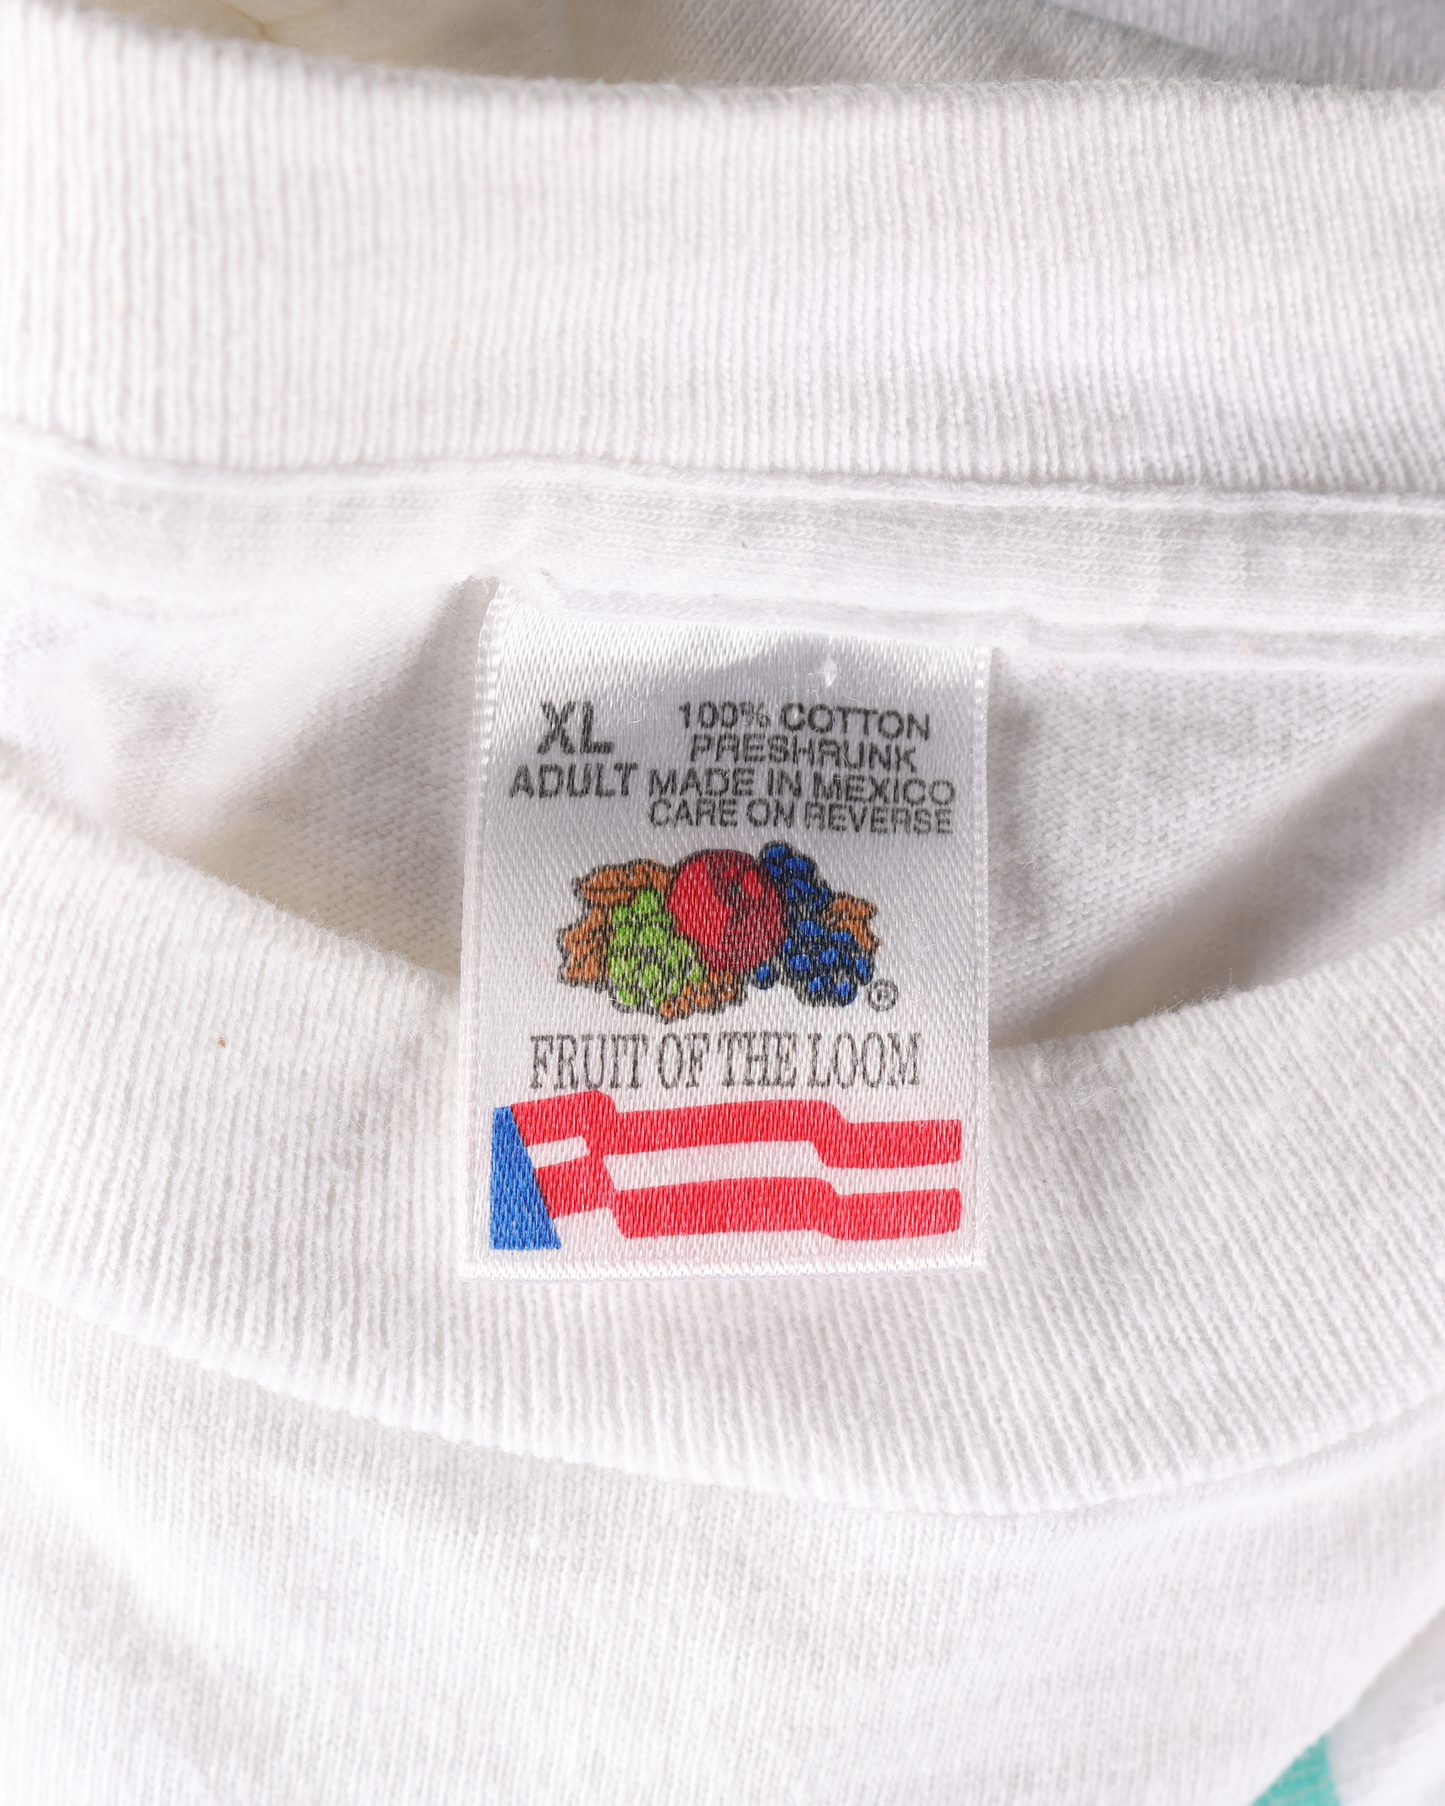 XL
ADULT
100% COTTON
PRESHRUNK
MADE IN MEXICO
CARE ON REVERSE
®
FRUIT OF THE LOOM